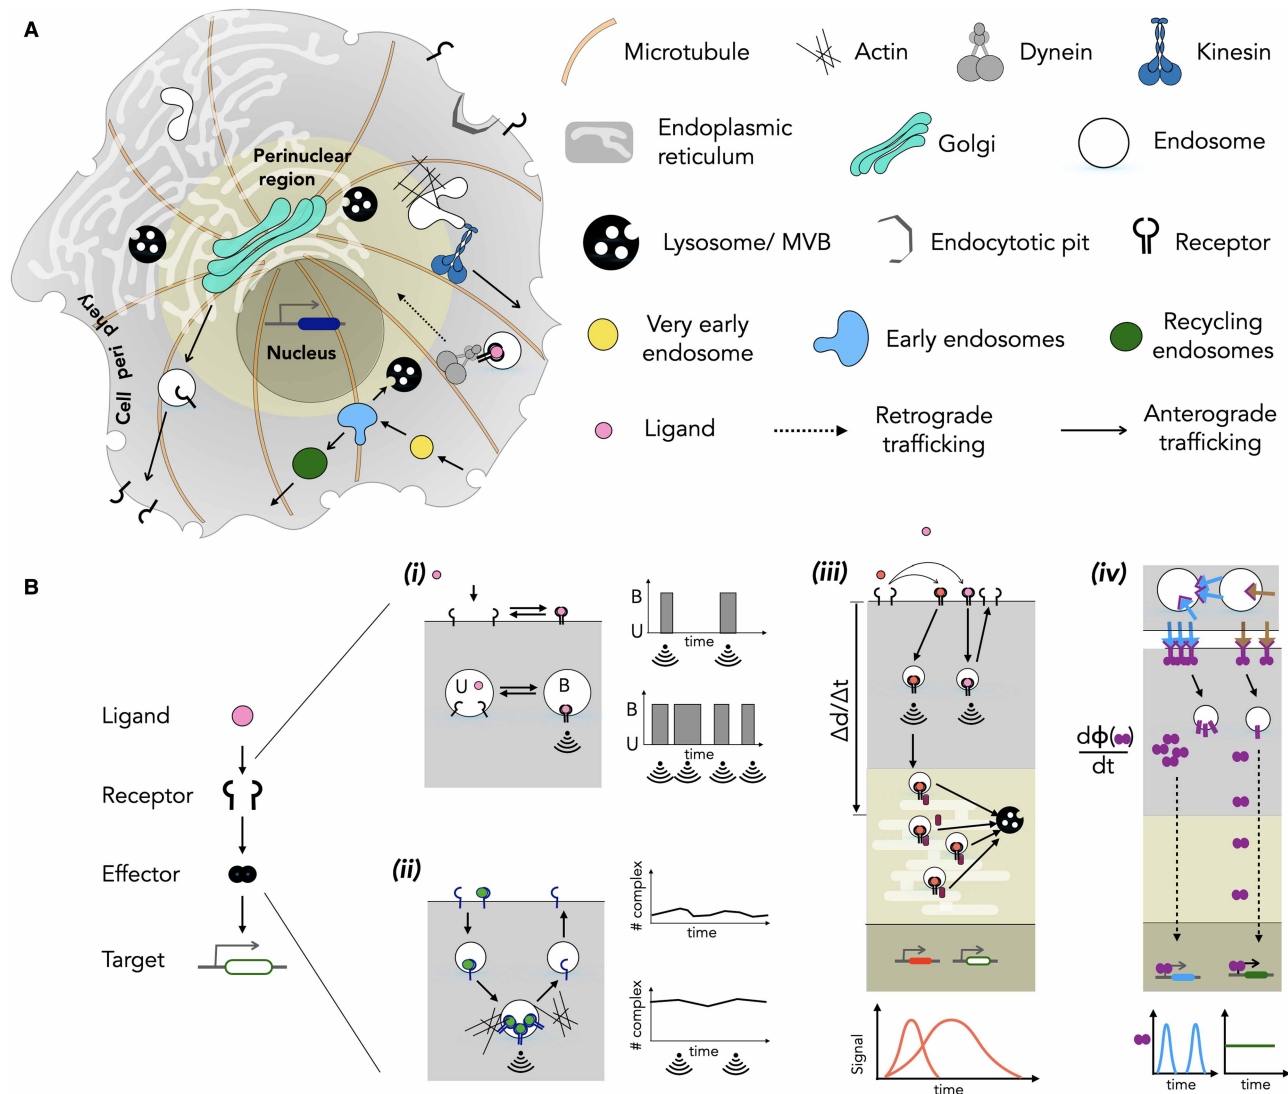 A
Perinuclear
region
Nucleus
Cell peri phery
Microtubule
Actin
Dynein
Kinesin
Endoplasmic
reticulum
Golgi
Endosome
Lysosome/ MVB
Endocytotic pit
Receptor
Very early
endosome
Early endosomes
Recycling
endosomes
Ligand
Retrograde
trafficking
Anterograde
trafficking
B
Ligand
Receptor
Effector
Target
(i)
U
B
B
U
time
B
U
time
(ii)
# complex
time
# complex
time
(iii)
Δd/Δt
Signal
time
(iv)
dϕ( )
dt
time
time